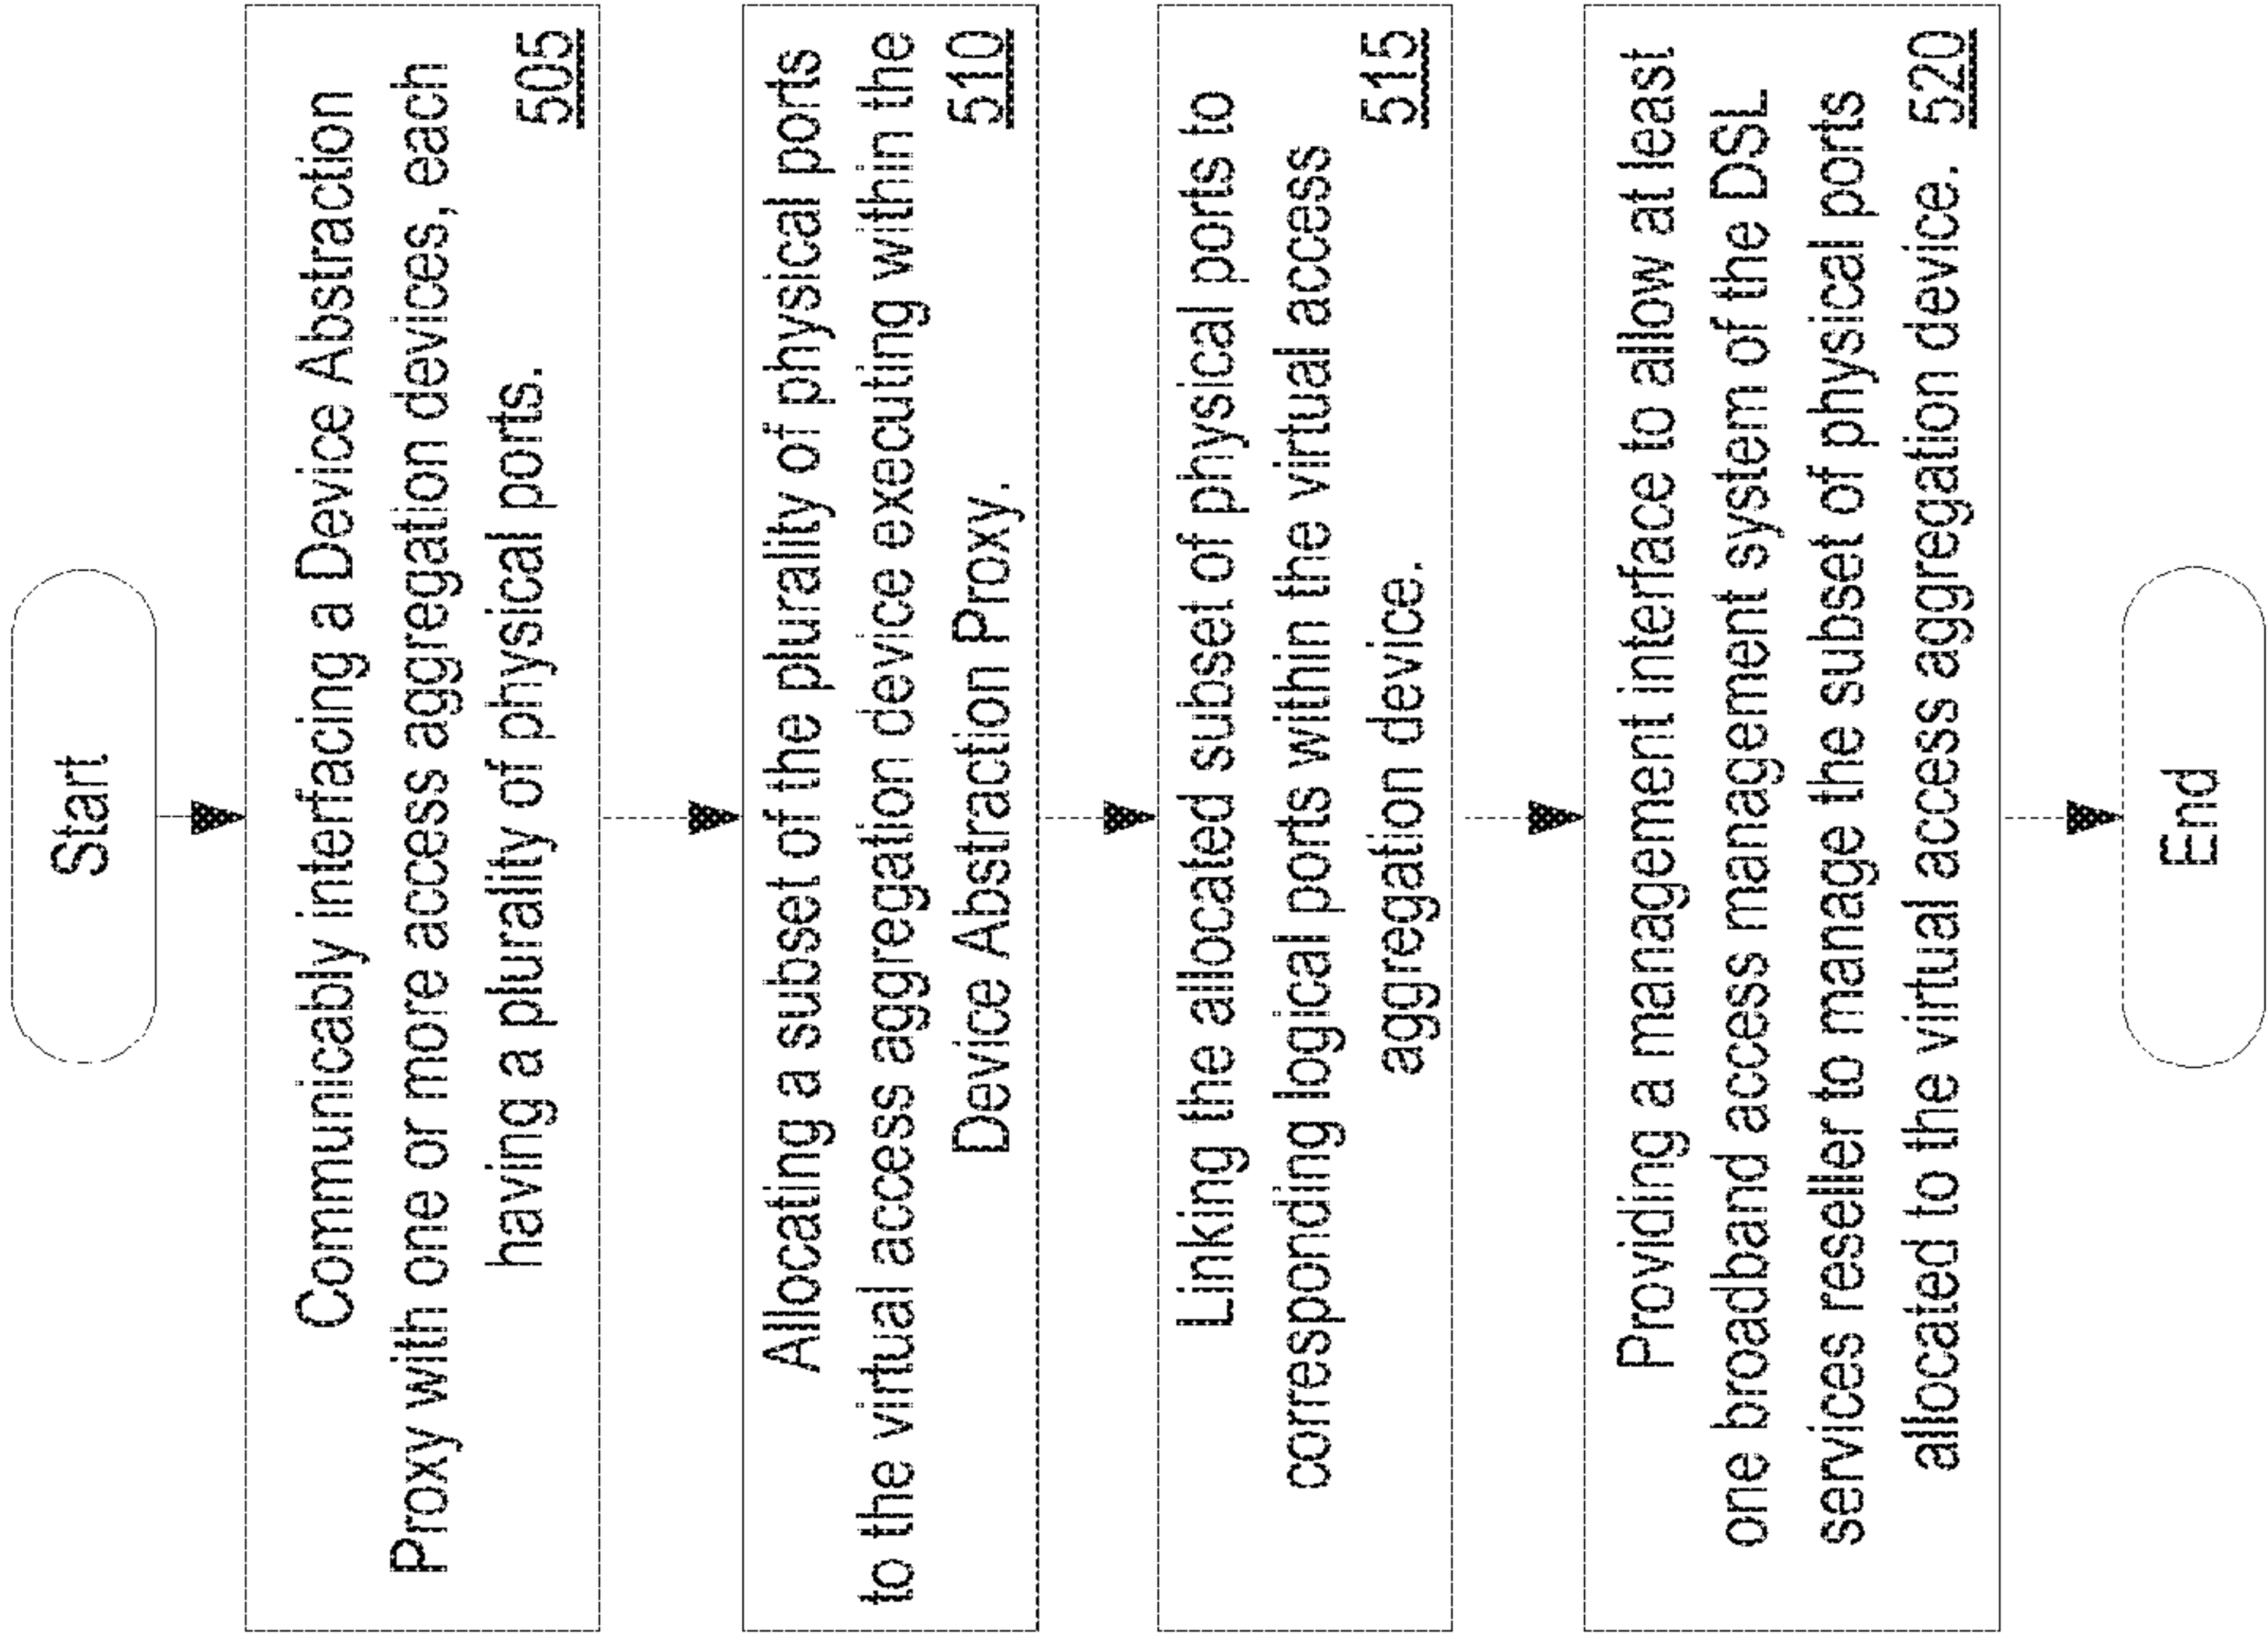 Start
Communicably interfacing a Device Abstraction
Proxy with one or more access aggregation devices, each
having a plurality of physical ports.
505
Allocating a subset of the plurality of physical ports
to the virtual access aggregation device executing within the
Device Abstraction Proxy.
510
Linking the allocated subset of physical ports to
corresponding logical ports within the virtual access
aggregation device.
515
Providing a management interface to allow at least
one broadband access management system of the DSL
services reseller to manage the subset of physical ports
allocated to the virtual access aggregation device. 520
End